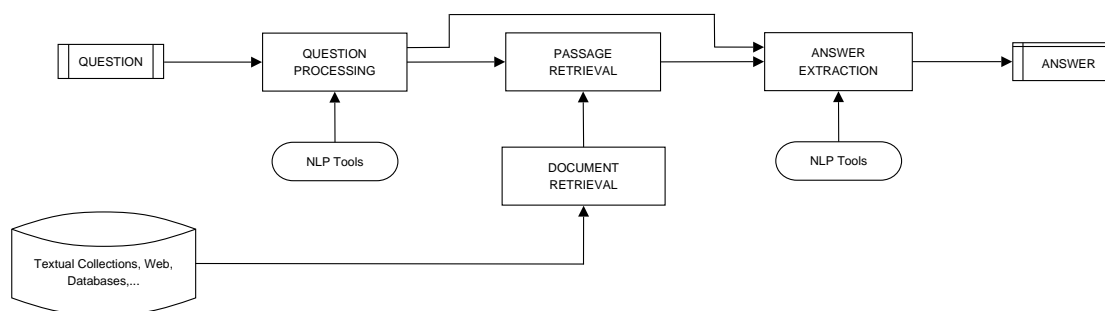 QUESTION
QUESTION
PROCESSING
PASSAGE
RETRIEVAL
ANSWER
EXTRACTION
ANSWER
NLP Tools
DOCUMENT
RETRIEVAL
NLP Tools
Textual Collections, Web,
Databases,...